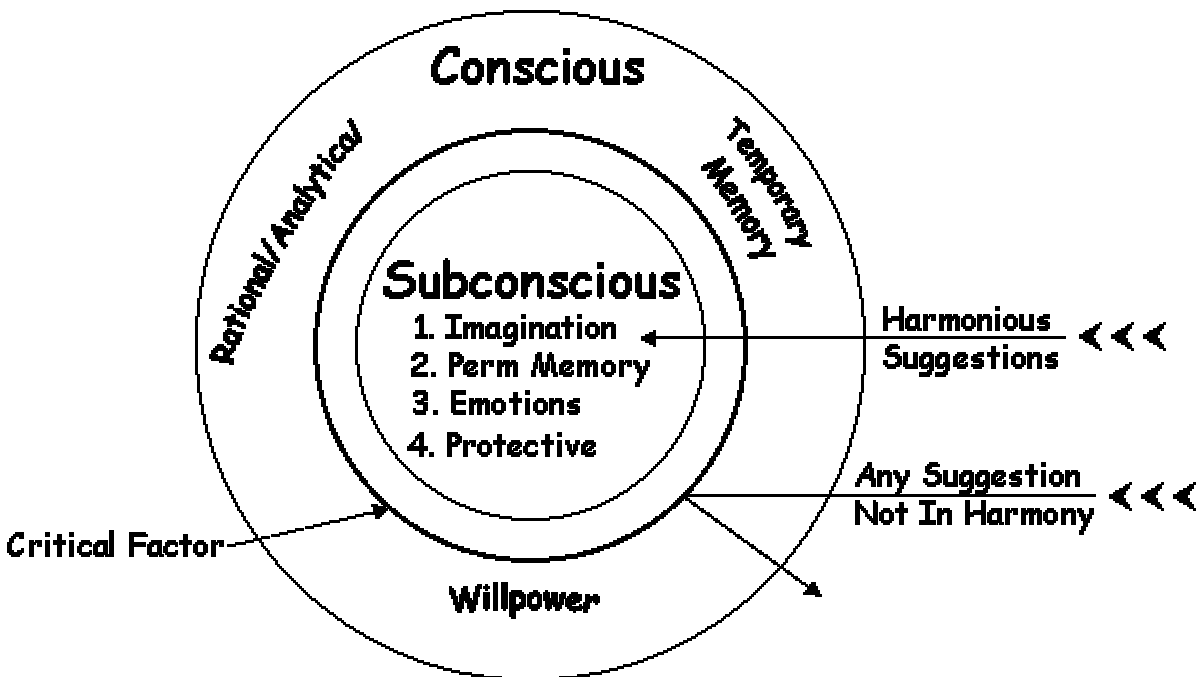 Conscious
Rational/Analytical
Temporary
Memory
Subconscious
1. Imagination
2. Perm Memory
3. Emotions
4. Protective
Harmonious
Suggestions
Any Suggestion
Not In Harmony
Critical Factor
Willpower